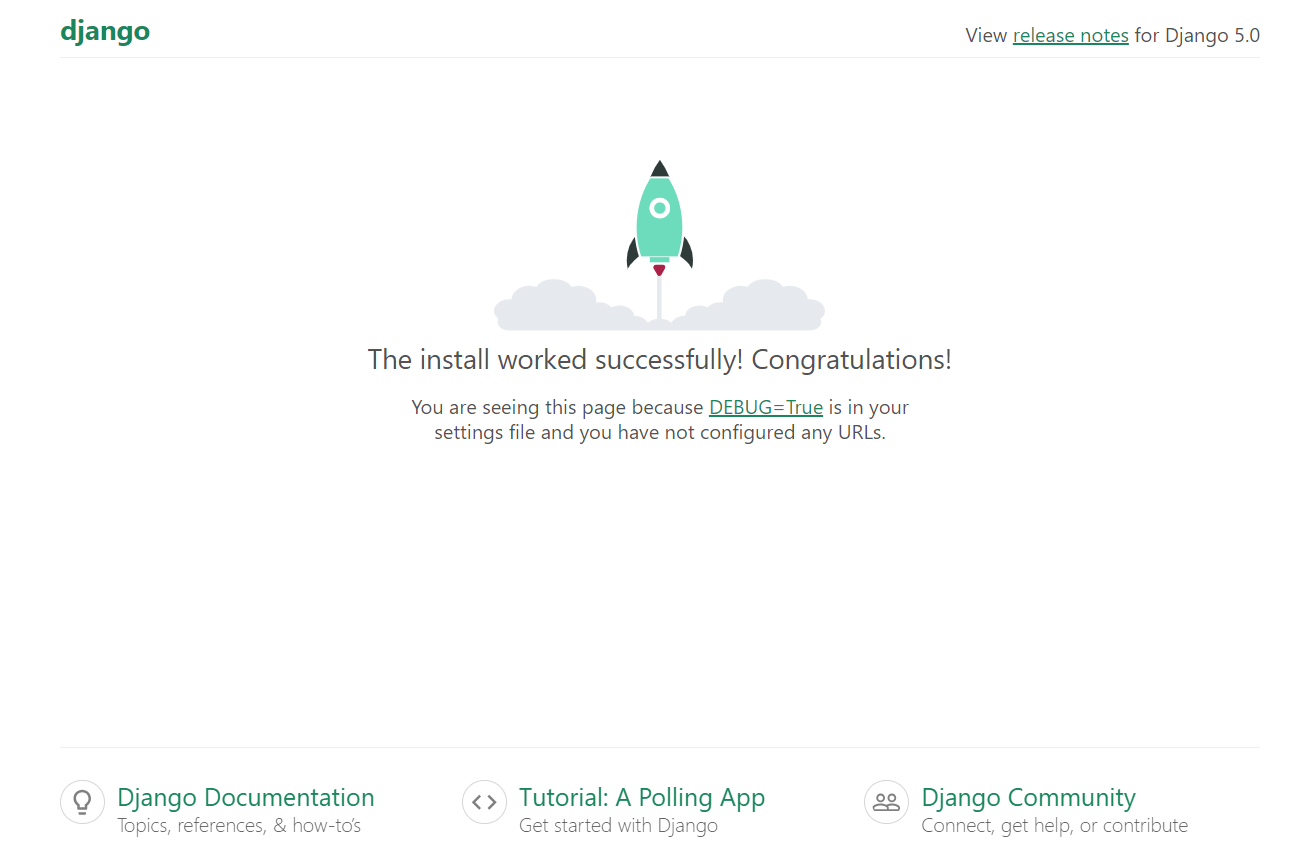 django
View release notes for Django 5.0
The install worked successfully! Congratulations!
You are seeing this page because DEBUG=True is in your
settings file and you have not configured any URLs.
Django Documentation
Topics, references, & how-to’s
Tutorial: A Polling App
Get started with Django
Django Community
Connect, get help, or contribute